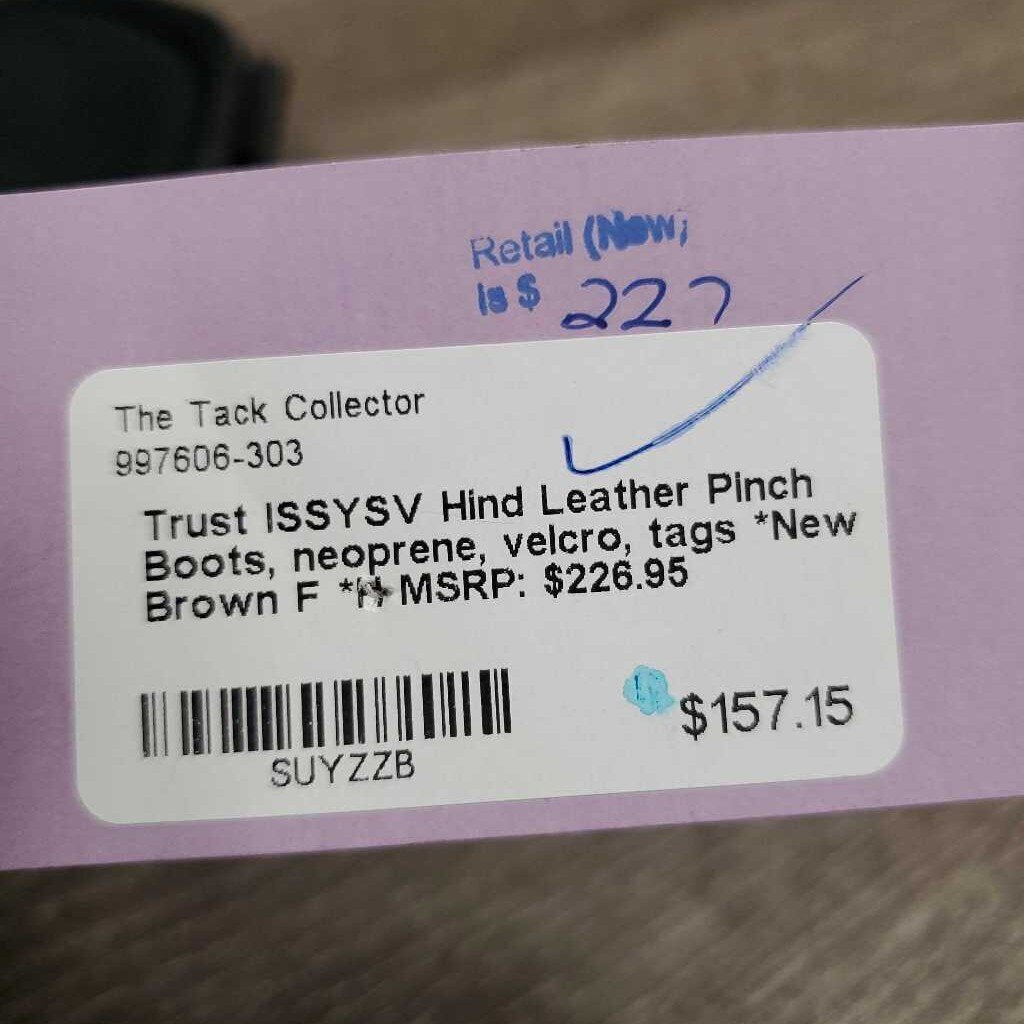 Retail (New)
Is $ 227
The Tack Collector
997606-303
Trust ISSYSV Hind Leather Pinch
Boots, neoprene, velcro, tags *New
Brown F * MSRP: $226.95
$157.15
SUYZZB